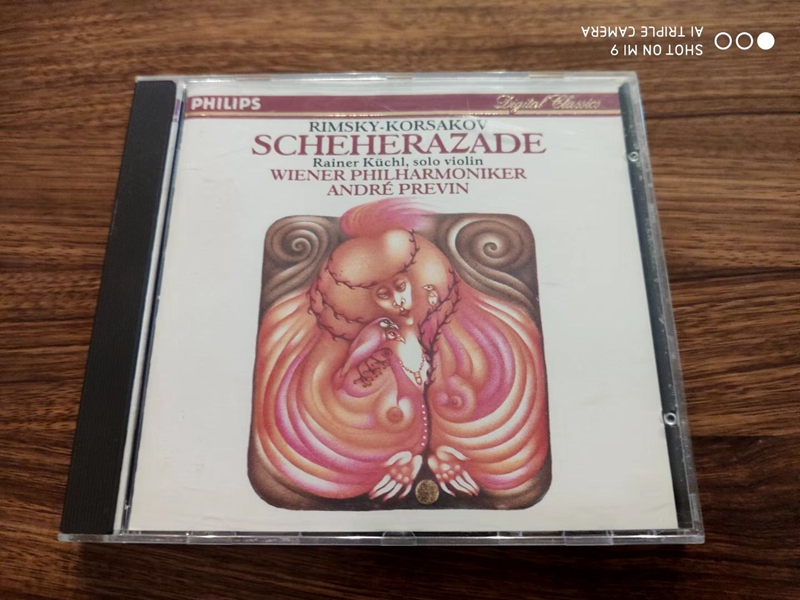 PHILIPS
Digital Classics
RIMSKY-KORSAKOV
SCHEHERAZADE
Rainer Küchl, solo violin
WIENER PHILHARMONIKER
ANDRÉ PREVIN
SHOT ON MI 9
AI TRIPLE CAMERA